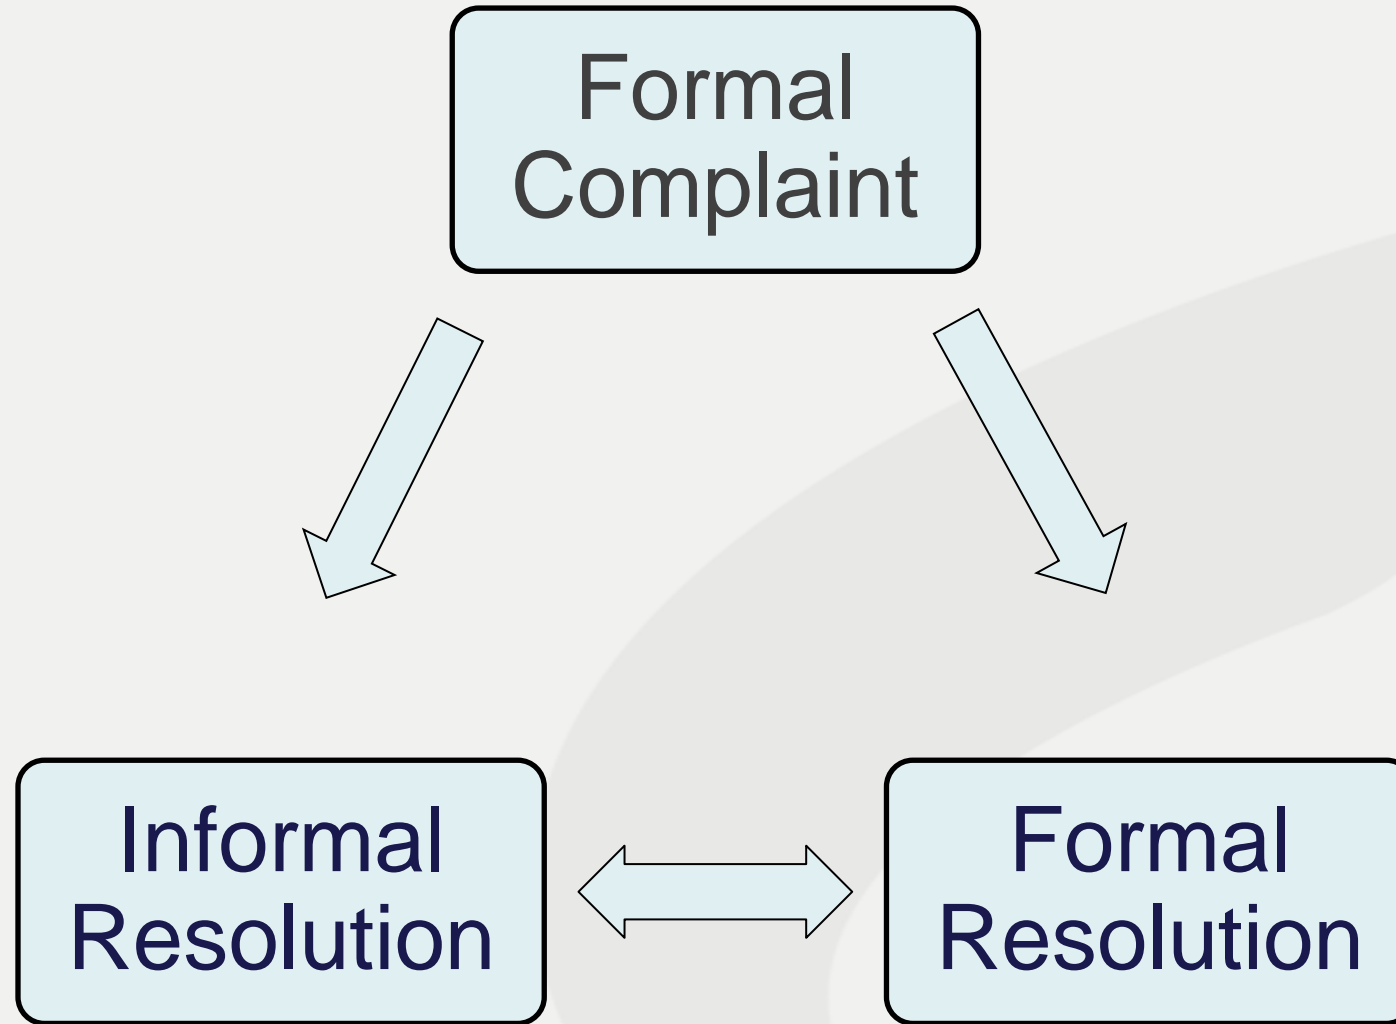 Formal
Complaint
Informal
Resolution
Formal
Resolution